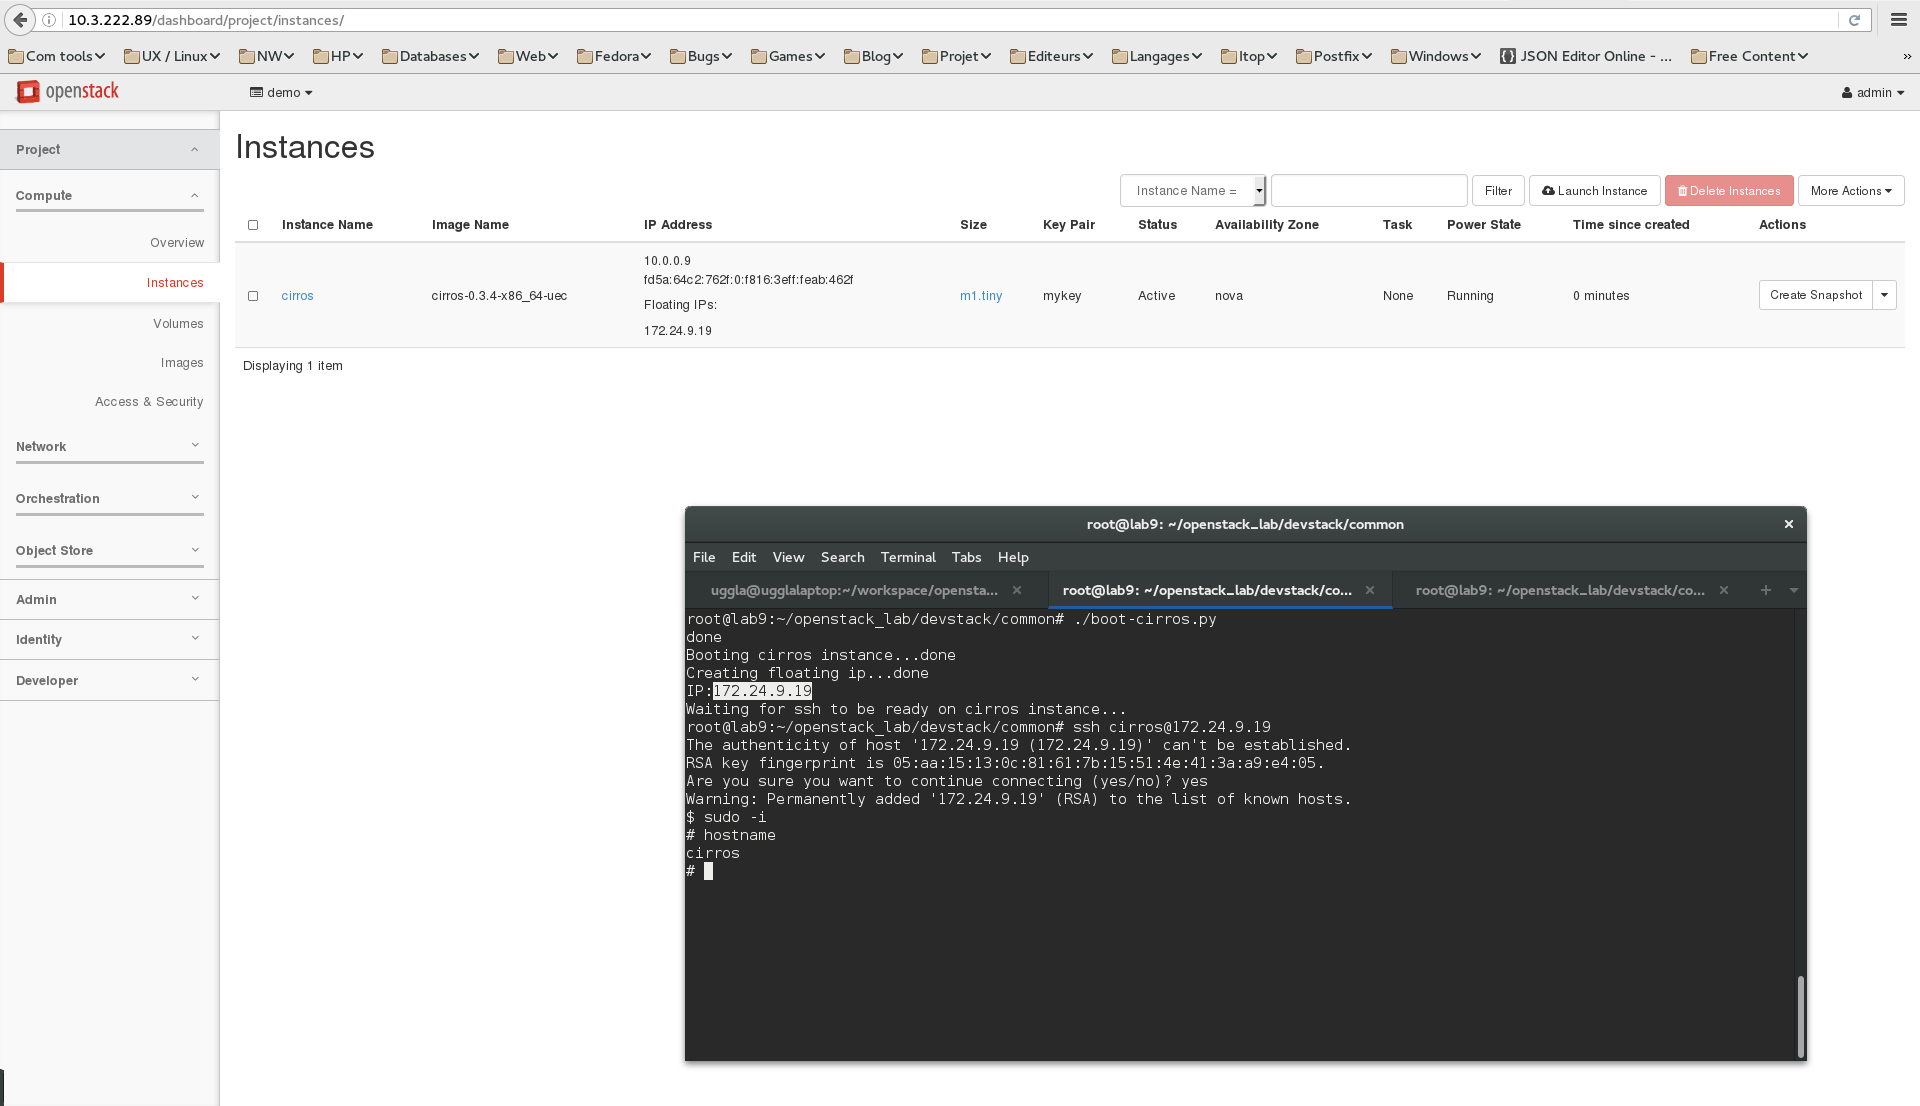 10.3.222.89/dashboard/project/instances/
Com tools UX / Linux NW HP Databases Web Fedora Bugs Games Blog Projet Editeurs Langages Itop Postfix Windows JSON Editor Online - ... Free Content »
openstack demo admin
Project
Compute
Overview
Instances
Volumes
Images
Access & Security
Network
Orchestration
Object Store
Admin
Identity
Developer
Instances
Instance Name = Filter Launch Instance Delete Instances More Actions
Instance Name Image Name IP Address Size Key Pair Status Availability Zone Task Power State Time since created Actions
10.0.0.9
fd5a:64c2:762f:0:f816:3eff:feab:462f
cirros cirros-0.3.4-x86_64-uec m1.tiny mykey Active nova None Running 0 minutes Create Snapshot
Floating IPs:
172.24.9.19
Displaying 1 item
root@lab9: ~/openstack_lab/devstack/common
File Edit View Search Terminal Tabs Help
uggla@ugglalaptop:~/workspace/opensta... root@lab9: ~/openstack_lab/devstack/co... root@lab9: ~/openstack_lab/devstack/co...
root@lab9:~/openstack_lab/devstack/common# ./boot-cirros.py
done
Booting cirros instance...done
Creating floating ip...done
IP:172.24.9.19
Waiting for ssh to be ready on cirros instance...
root@lab9:~/openstack_lab/devstack/common# ssh cirros@172.24.9.19
The authenticity of host '172.24.9.19 (172.24.9.19)' can't be established.
RSA key fingerprint is 05:aa:15:13:0c:81:61:7b:15:51:4e:41:3a:a9:e4:05.
Are you sure you want to continue connecting (yes/no)? yes
Warning: Permanently added '172.24.9.19' (RSA) to the list of known hosts.
$ sudo -i
# hostname
cirros
#